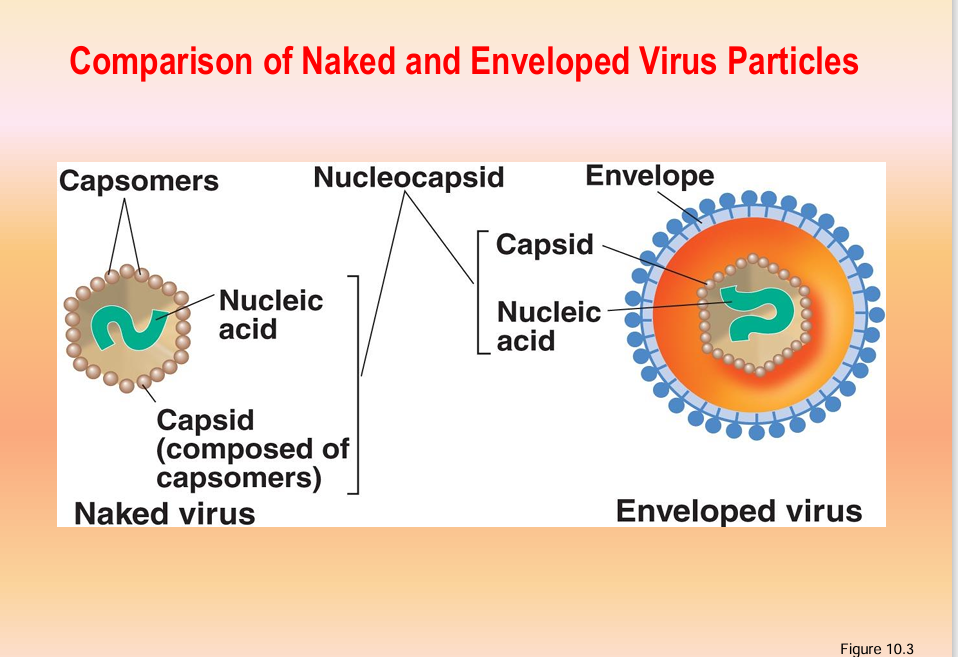 Comparison of Naked and Enveloped Virus Particles
Capsomers
Nucleocapsid
Envelope
Capsid
Nucleic
acid
Nucleic
acid
Capsid
(composed of
capsomers)
Naked virus
Enveloped virus
Figure 10.3